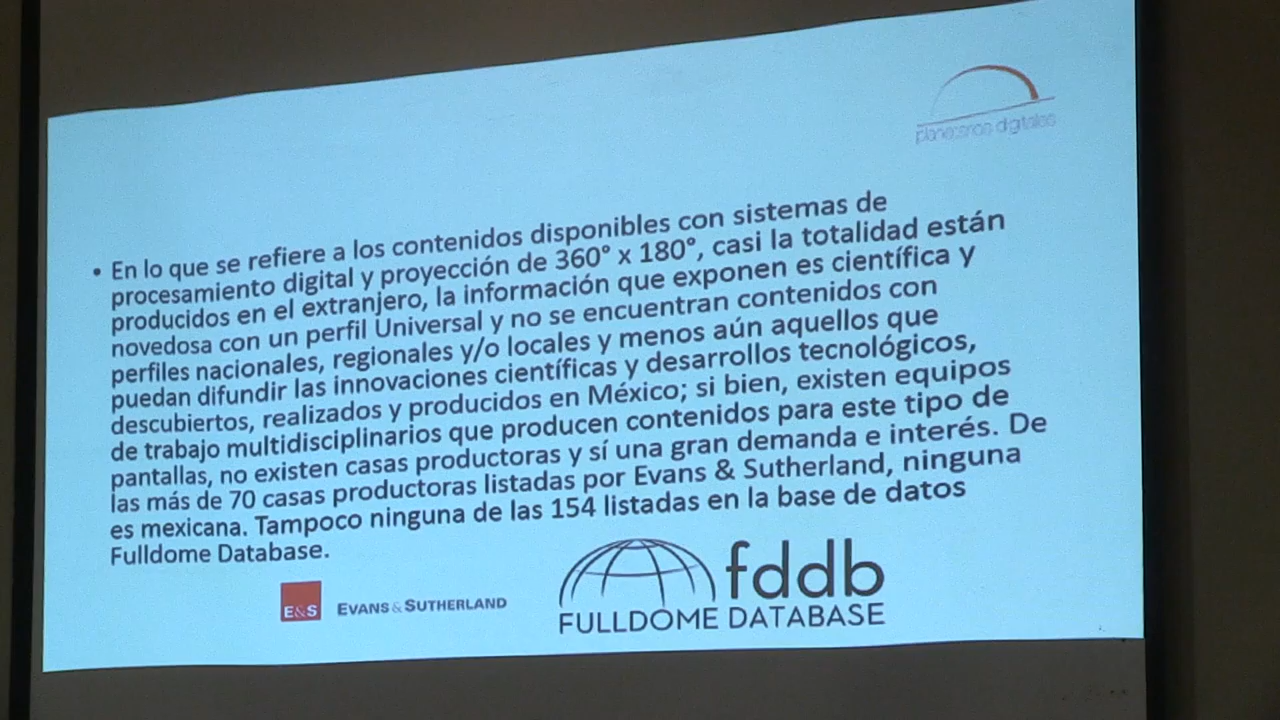 planetarios digitales
• En lo que se refiere a los contenidos disponibles con sistemas de
procesamiento digital y proyección de 360° x 180°, casi la totalidad están
producidos en el extranjero, la información que exponen es científica y
novedosa con un perfil Universal y no se encuentran contenidos con
perfiles nacionales, regionales y/o locales y menos aún aquellos que
puedan difundir las innovaciones científicas y desarrollos tecnológicos,
descubiertos, realizados y producidos en México; si bien, existen equipos
de trabajo multidisciplinarios que producen contenidos para este tipo de
pantallas, no existen casas productoras y sí una gran demanda e interés. De
las más de 70 casas productoras listadas por Evans & Sutherland, ninguna
es mexicana. Tampoco ninguna de las 154 listadas en la base de datos
Fulldome Database.
E&S EVANS & SUTHERLAND
fddb
FULLDOME DATABASE